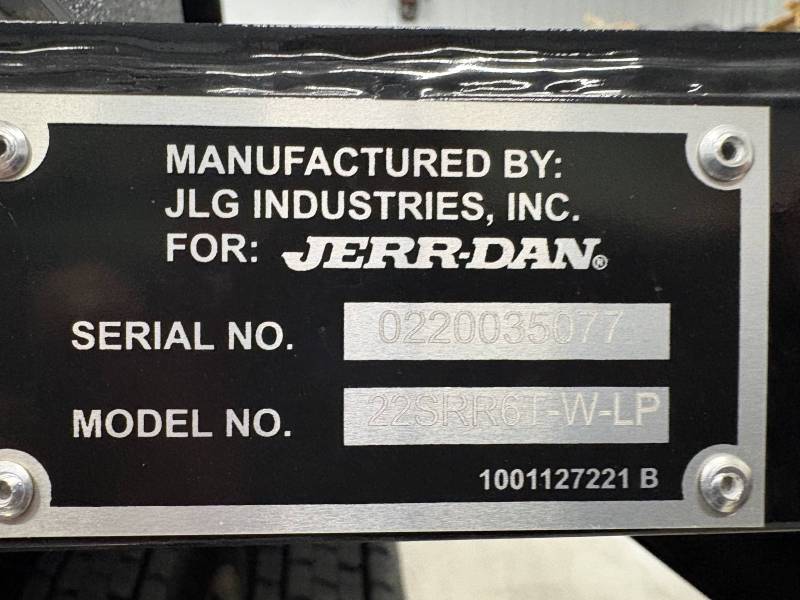 MANUFACTURED BY:
JLG INDUSTRIES, INC.
FOR: JERR-DAN®
SERIAL NO. 0220035077
MODEL NO. 22SRR6T-W-LP
1001127221 B